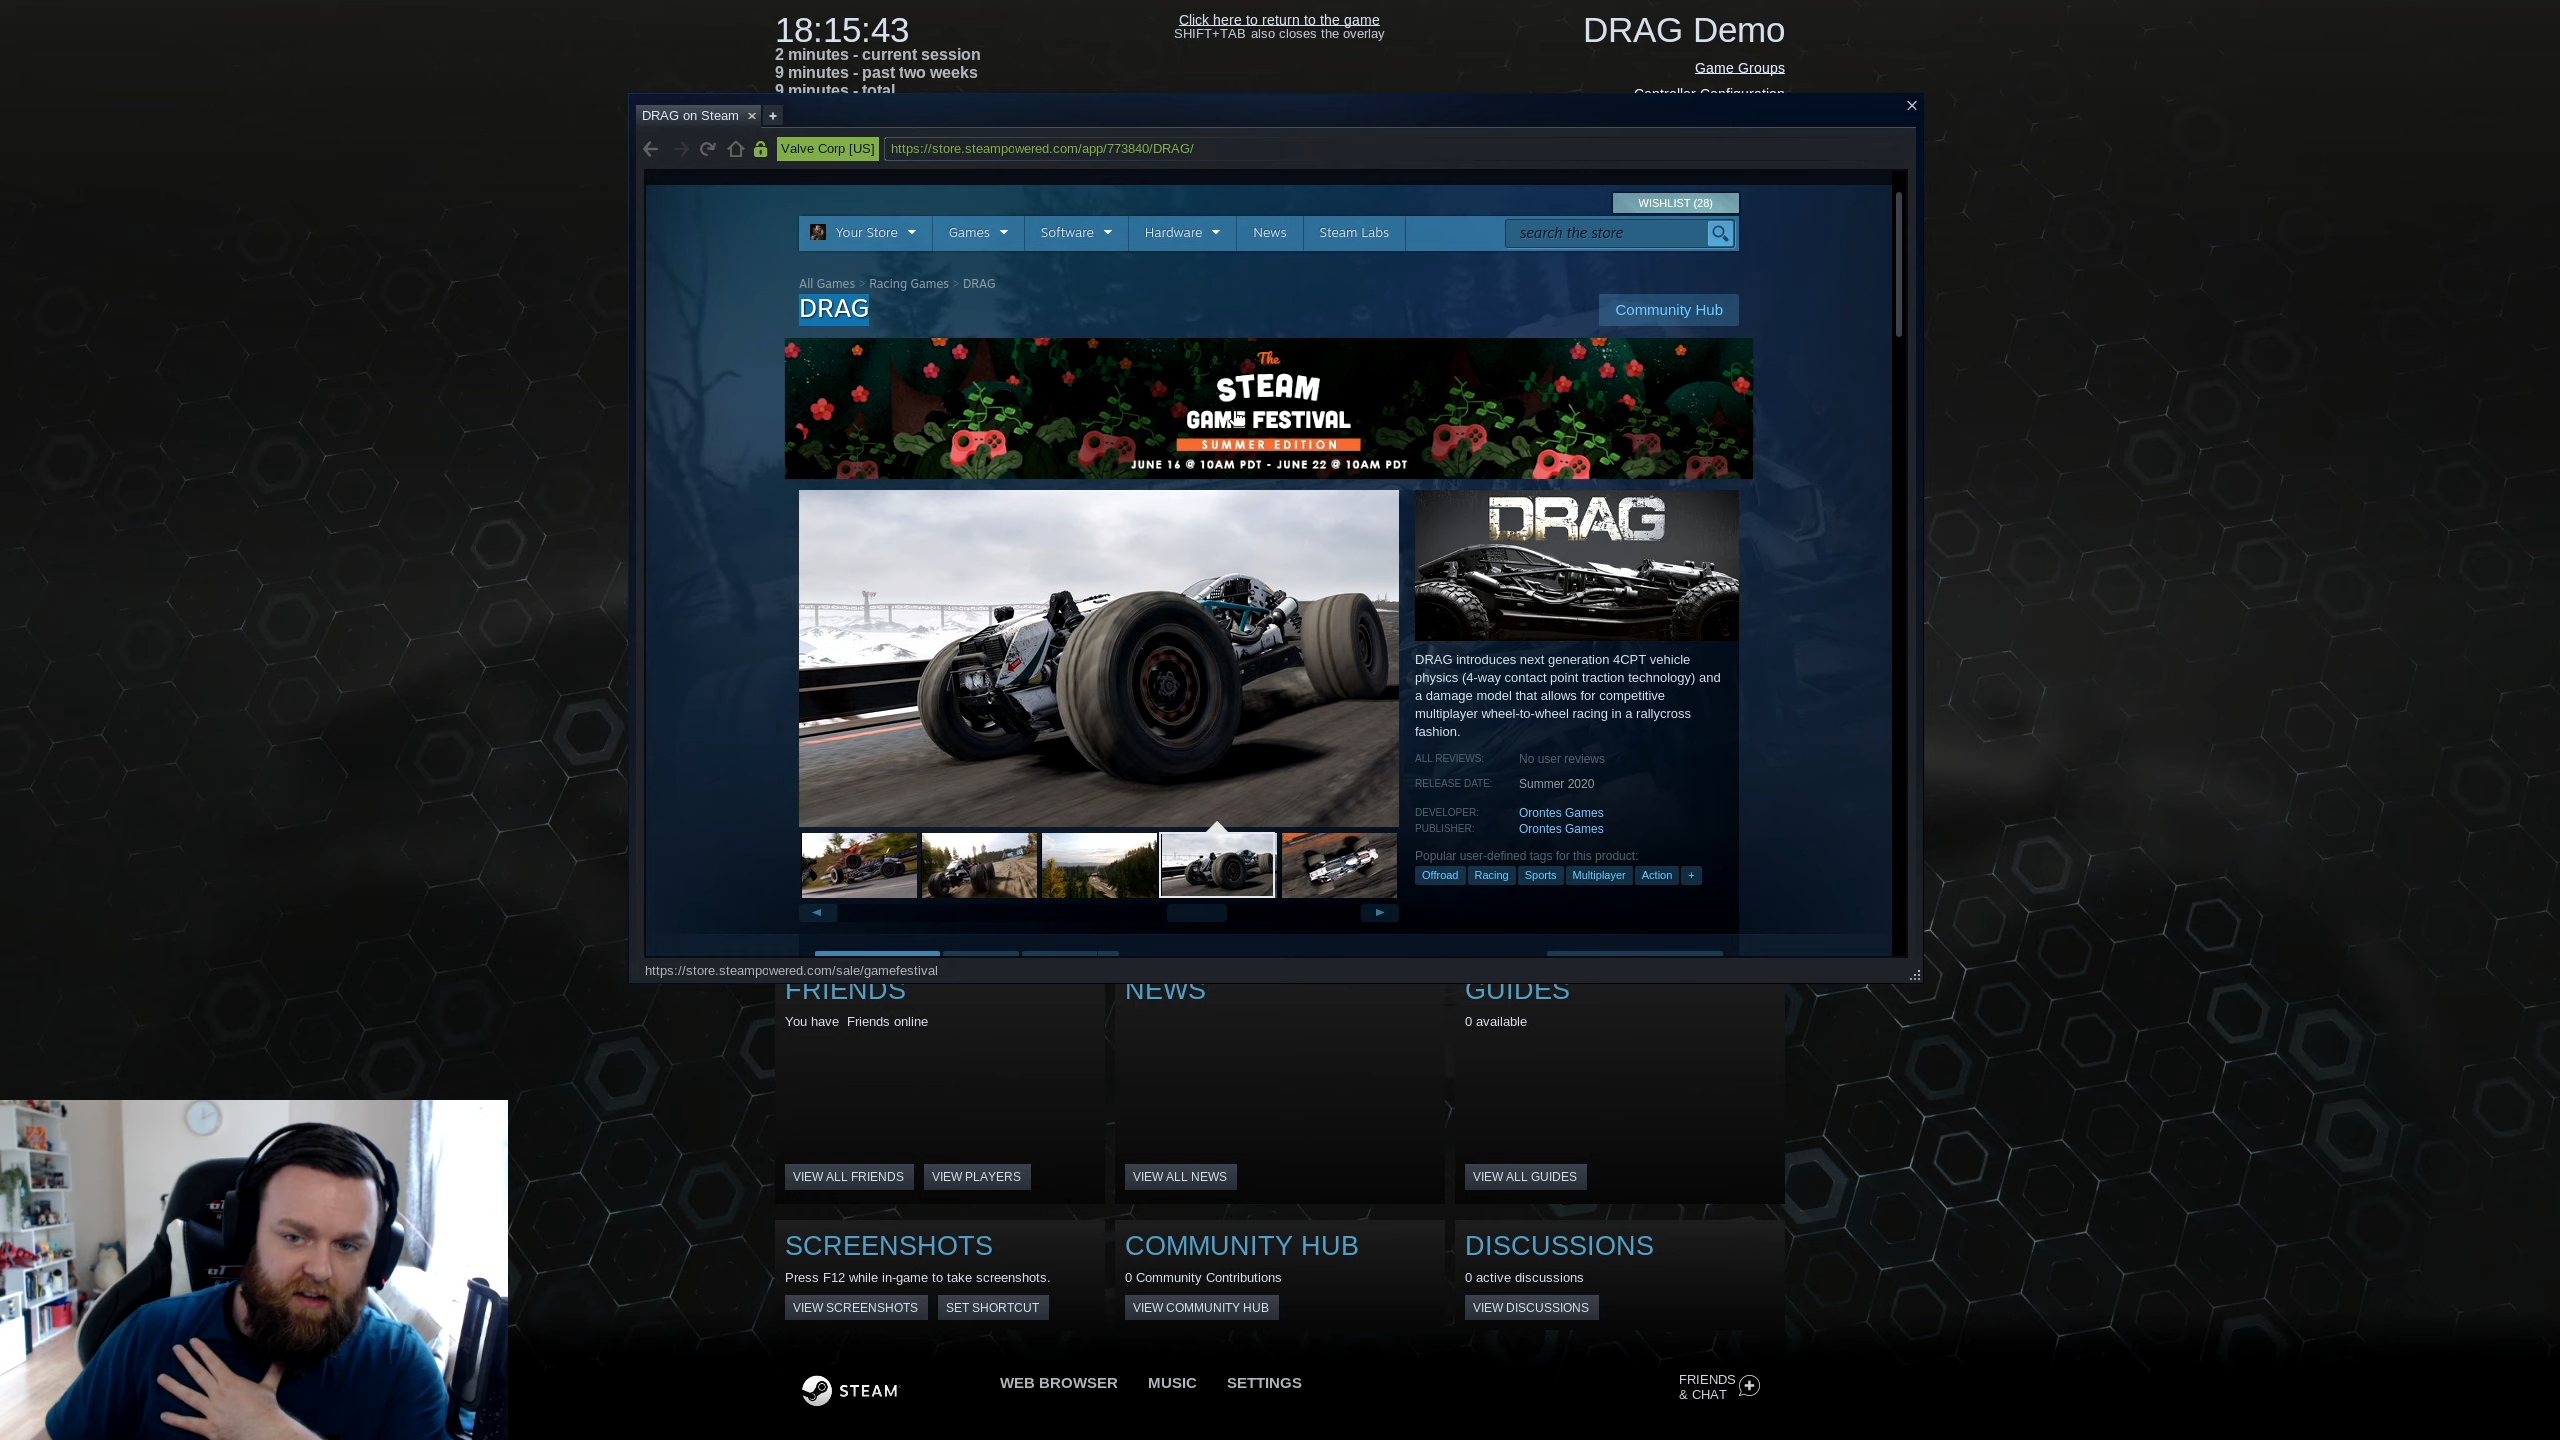 18:15:43
2 minutes - current session
9 minutes - past two weeks
9 minutes - total
Click here to return to the game
SHIFT+TAB also closes the overlay
DRAG Demo
Game Groups
Controller Configuration
DRAG on Steam
Valve Corp [US]
https://store.steampowered.com/app/773840/DRAG/
WISHLIST (28)
Your Store
Games
Software
Hardware
News
Steam Labs
search the store
All Games > Racing Games > DRAG
DRAG
Community Hub
The
STEAM
GAME FESTIVAL
SUMMER EDITION
JUNE 16 @ 10AM PDT - JUNE 22 @ 10AM PDT
DRAG
DRAG introduces next generation 4CPT vehicle
physics (4-way contact point traction technology) and
a damage model that allows for competitive
multiplayer wheel-to-wheel racing in a rallycross
fashion.
ALL REVIEWS: No user reviews
RELEASE DATE: Summer 2020
DEVELOPER: Orontes Games
PUBLISHER: Orontes Games
Popular user-defined tags for this product:
Offroad Racing Sports Multiplayer Action +
https://store.steampowered.com/sale/gamefestival
FRIENDS
You have  Friends online
VIEW ALL FRIENDS
VIEW PLAYERS
NEWS
VIEW ALL NEWS
GUIDES
0 available
VIEW ALL GUIDES
SCREENSHOTS
Press F12 while in-game to take screenshots.
VIEW SCREENSHOTS
SET SHORTCUT
COMMUNITY HUB
0 Community Contributions
VIEW COMMUNITY HUB
DISCUSSIONS
0 active discussions
VIEW DISCUSSIONS
STEAM
WEB BROWSER
MUSIC
SETTINGS
FRIENDS
& CHAT